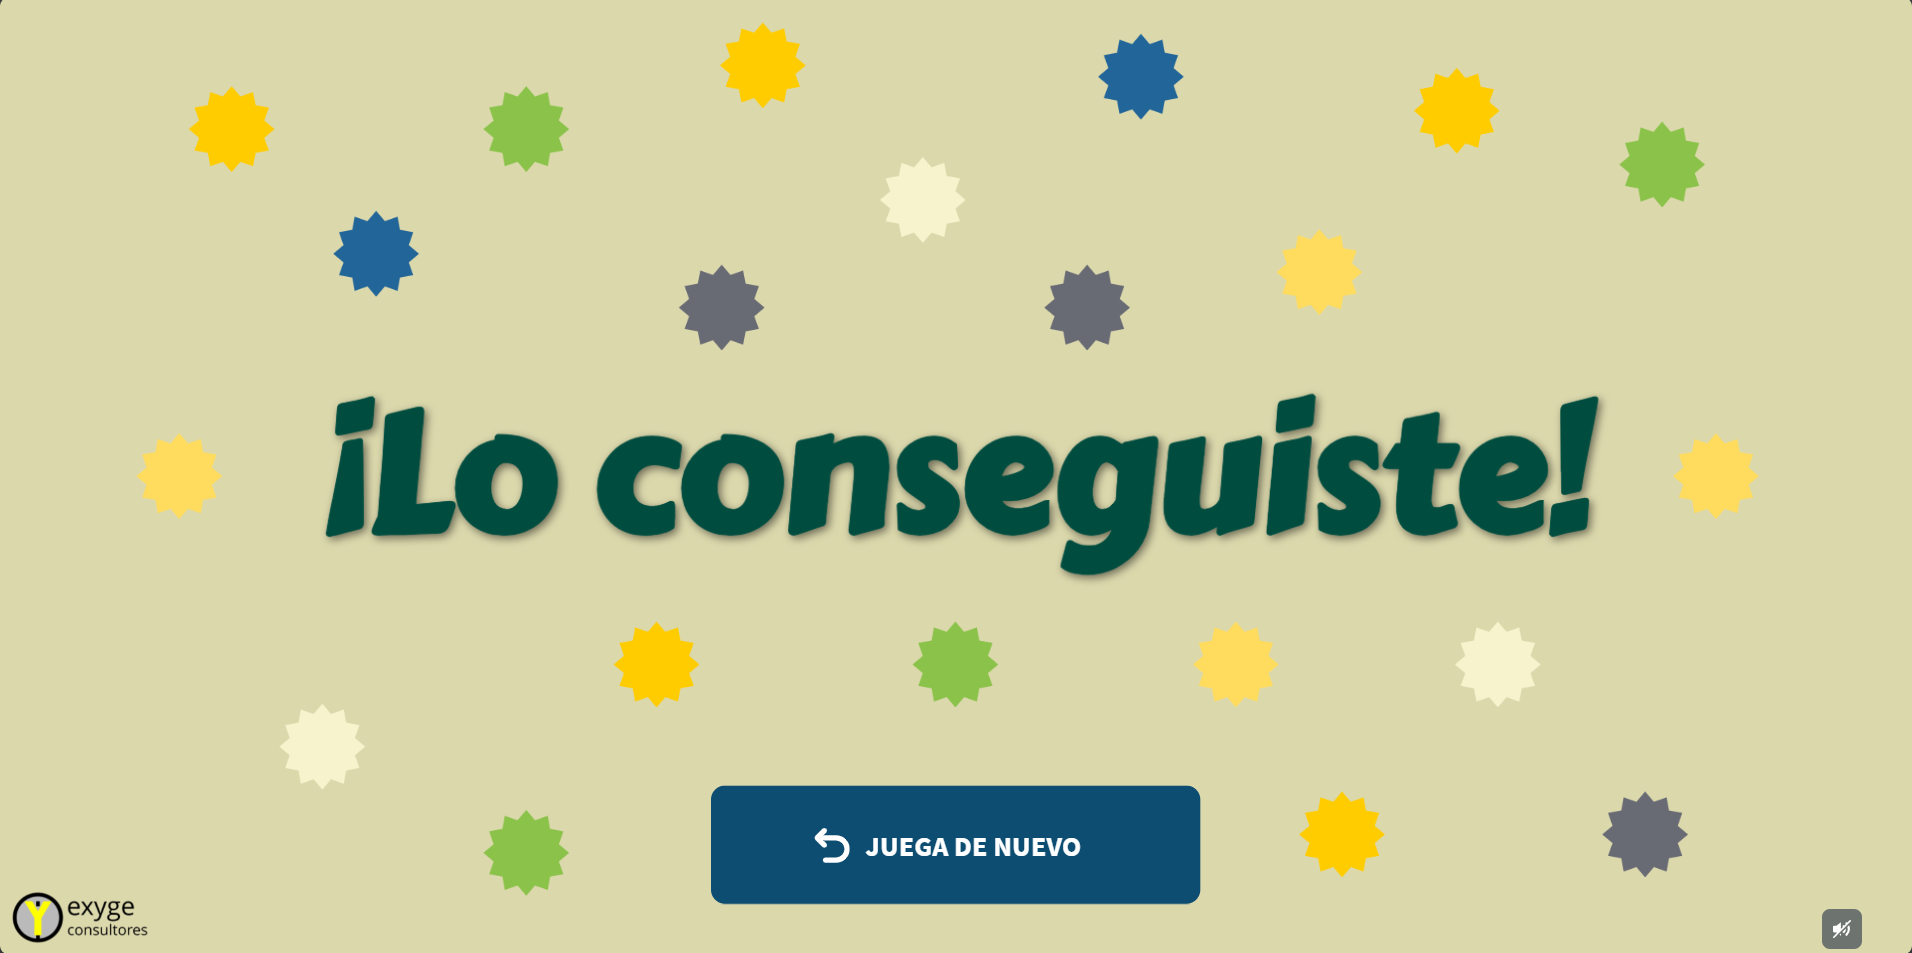 ¡Lo conseguiste!
JUEGA DE NUEVO
Y exyge
consultores